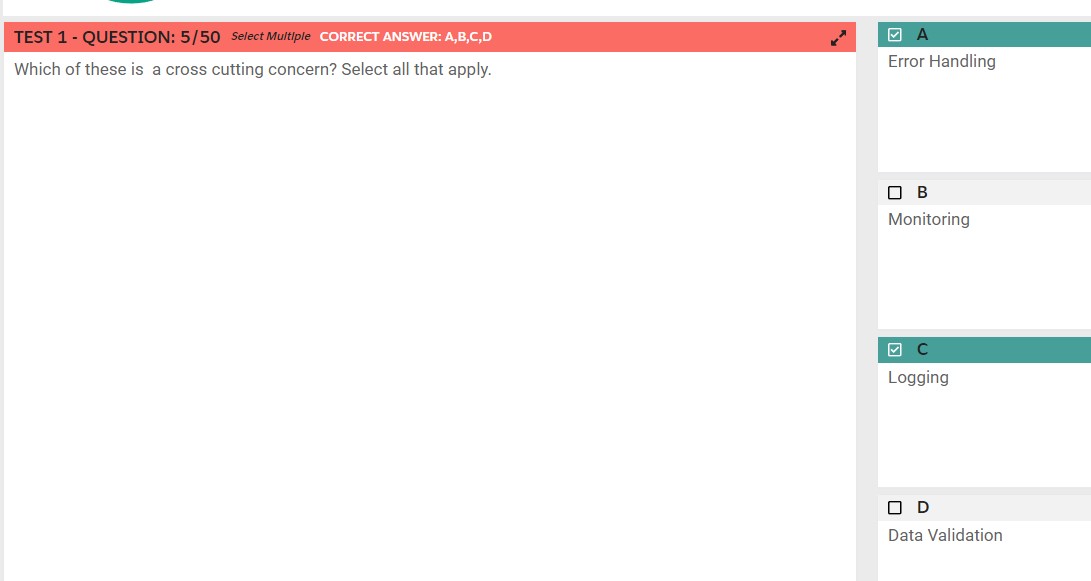 TEST 1 - QUESTION: 5/50 Select Multiple CORRECT ANSWER: A,B,C,D
Which of these is  a cross cutting concern? Select all that apply.
A
Error Handling
B
Monitoring
C
Logging
D
Data Validation